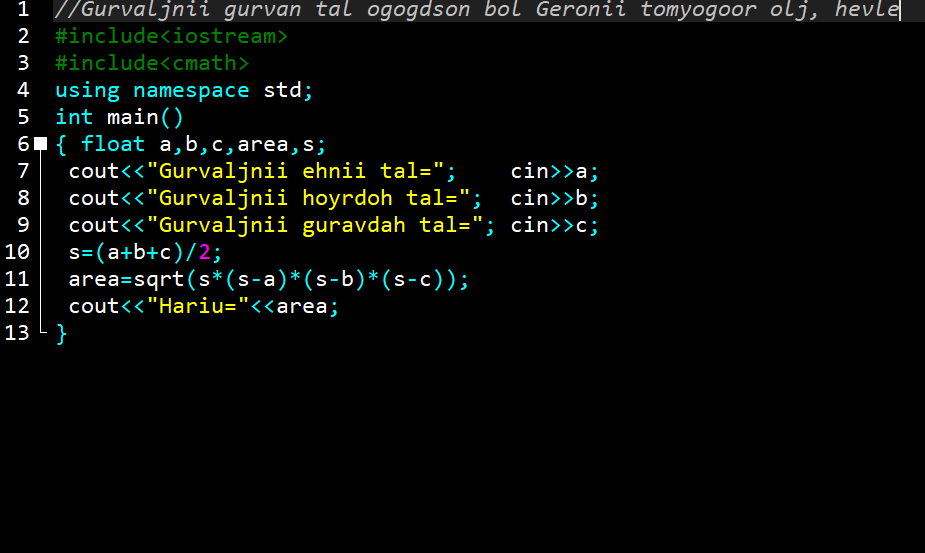 1 //Gurvaljnii gurvan tal ogogdson bol Geronii tomyogoor olj, hevle
2 #include<iostream>
3 #include<cmath>
4 using namespace std;
5 int main()
6 { float a,b,c,area,s;
7 cout<<"Gurvaljnii ehnii tal="; cin>>a;
8 cout<<"Gurvaljnii hoyrdoh tal="; cin>>b;
9 cout<<"Gurvaljnii guravdah tal="; cin>>c;
10 s=(a+b+c)/2;
11 area=sqrt(s*(s-a)*(s-b)*(s-c));
12 cout<<"Hariu="<<area;
13 }